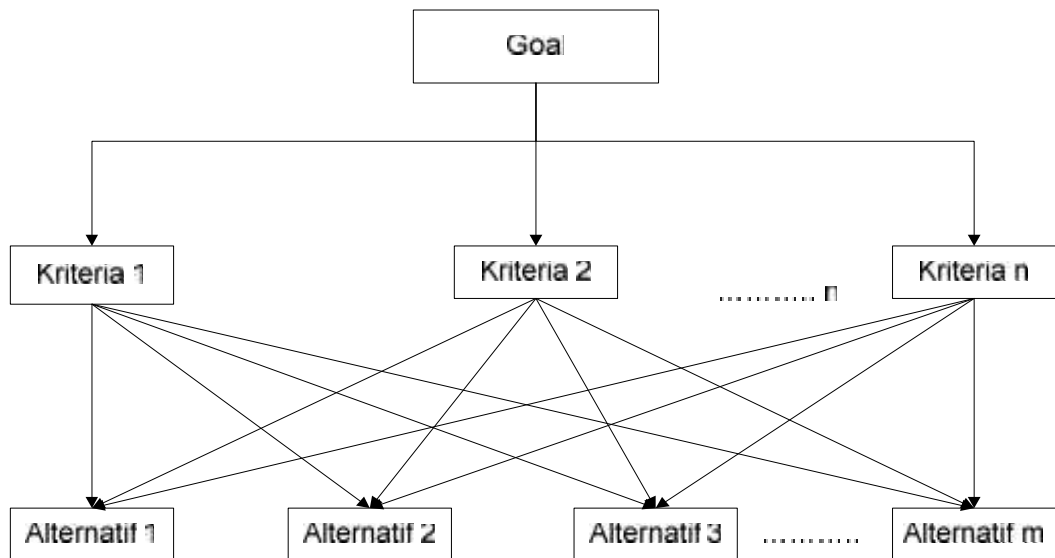 Goal
Kriteria 1
Kriteria 2
........... n
Kriteria n
Alternatif 1
Alternatif 2
Alternatif 3
...........
Alternatif m